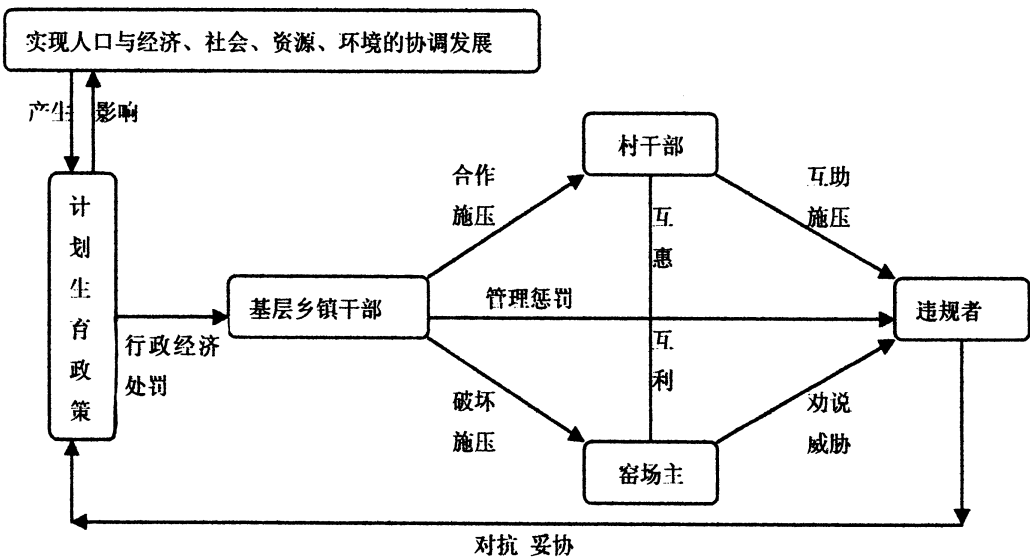 实现人口与经济、社会、资源、环境的协调发展
产生 影响
村干部
合作
施压
互助
施压
计划生育政策
互惠
基层乡镇干部
管理惩罚
违规者
行政经济
处罚
互利
破坏
施压
劝说
威胁
窑场主
对抗 妥协